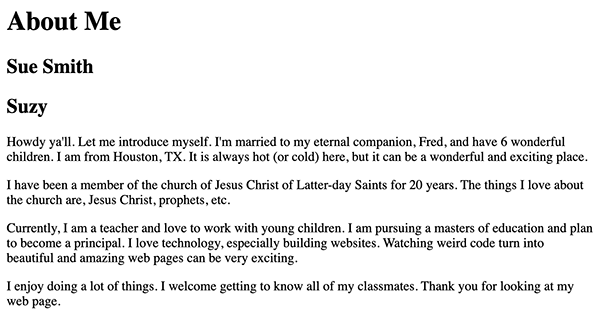 About Me
Sue Smith
Suzy
Howdy ya'll. Let me introduce myself. I'm married to my eternal companion, Fred, and have 6 wonderful
children. I am from Houston, TX. It is always hot (or cold) here, but it can be a wonderful and exciting place.
I have been a member of the church of Jesus Christ of Latter-day Saints for 20 years. The things I love about
the church are, Jesus Christ, prophets, etc.
Currently, I am a teacher and love to work with young children. I am pursuing a masters of education and plan
to become a principal. I love technology, especially building websites. Watching weird code turn into
beautiful and amazing web pages can be very exciting.
I enjoy doing a lot of things. I welcome getting to know all of my classmates. Thank you for looking at my
web page.